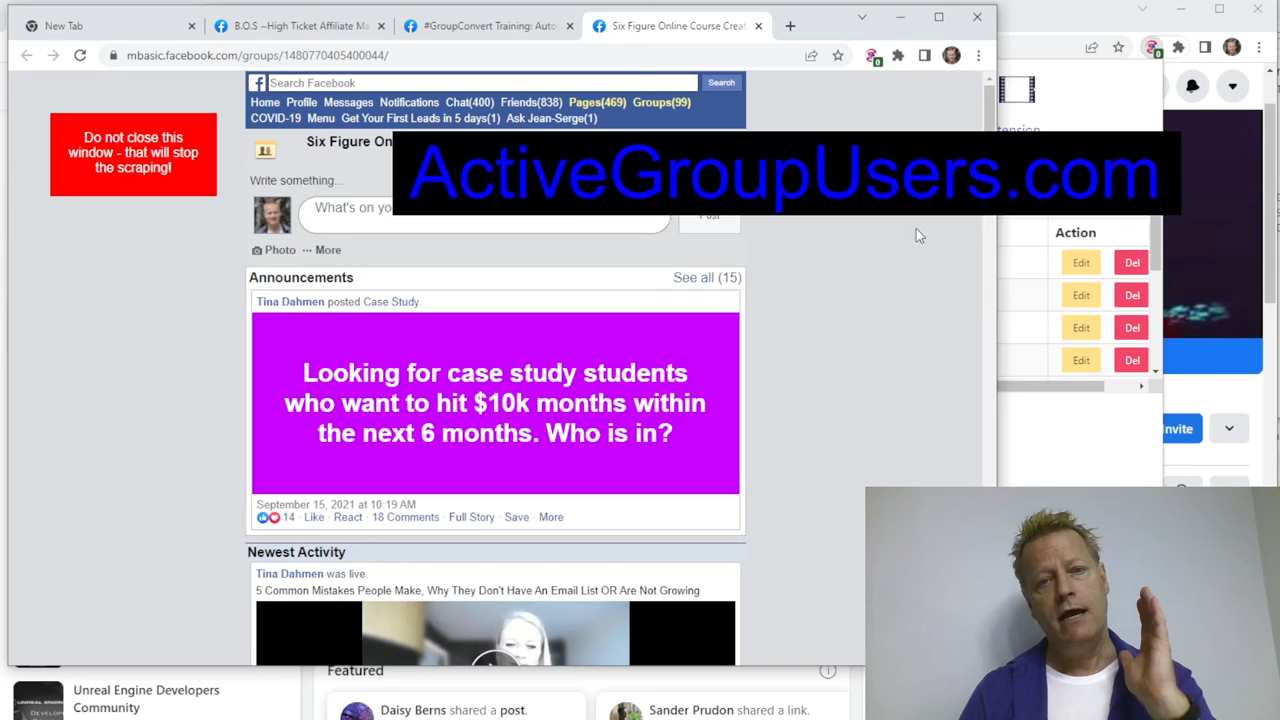 New Tab
B.O.S ~High Ticket Affiliate Ma
#GroupConvert Training: Auto
Six Figure Online Course Creat
mbasic.facebook.com/groups/1480770405400044/
0
0
Search Facebook
Search
Home Profile Messages Notifications Chat(400) Friends(838) Pages(469) Groups(99)
COVID-19 Menu Get Your First Leads in 5 days(1) Ask Jean-Serge(1)
Do not close this
window - that will stop
the scraping!
Six Figure On
ActiveGroupUsers.com
Write something...
What's on yo
Post
Photo ··· More
Announcements
See all (15)
Tina Dahmen posted Case Study.
Looking for case study students
who want to hit $10k months within
the next 6 months. Who is in?
September 15, 2021 at 10:19 AM
14 · Like · React · 18 Comments · Full Story · Save · More
Newest Activity
Tina Dahmen was live.
5 Common Mistakes People Make, Why They Don't Have An Email List OR Are Not Growing
Action
Edit Del
Edit Del
Edit Del
Edit Del
Invite
Unreal Engine Developers
Community
Featured
Daisy Berns shared a post.
Sander Prudon shared a link.